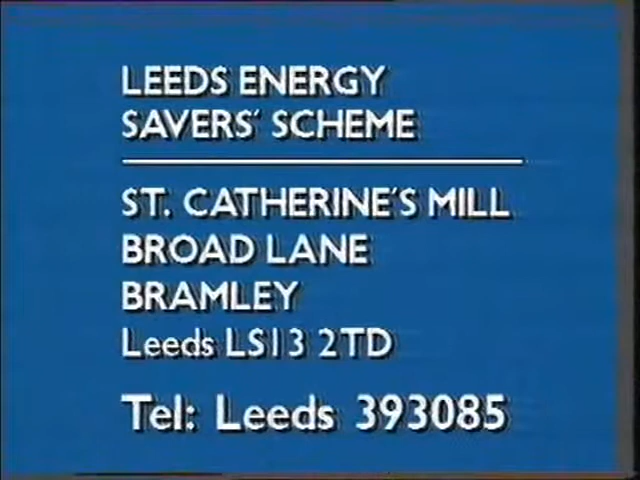 LEEDS ENERGY
SAVERS' SCHEME
ST. CATHERINE'S MILL
BROAD LANE
BRAMLEY
Leeds LS13 2TD
Tel: Leeds 393085